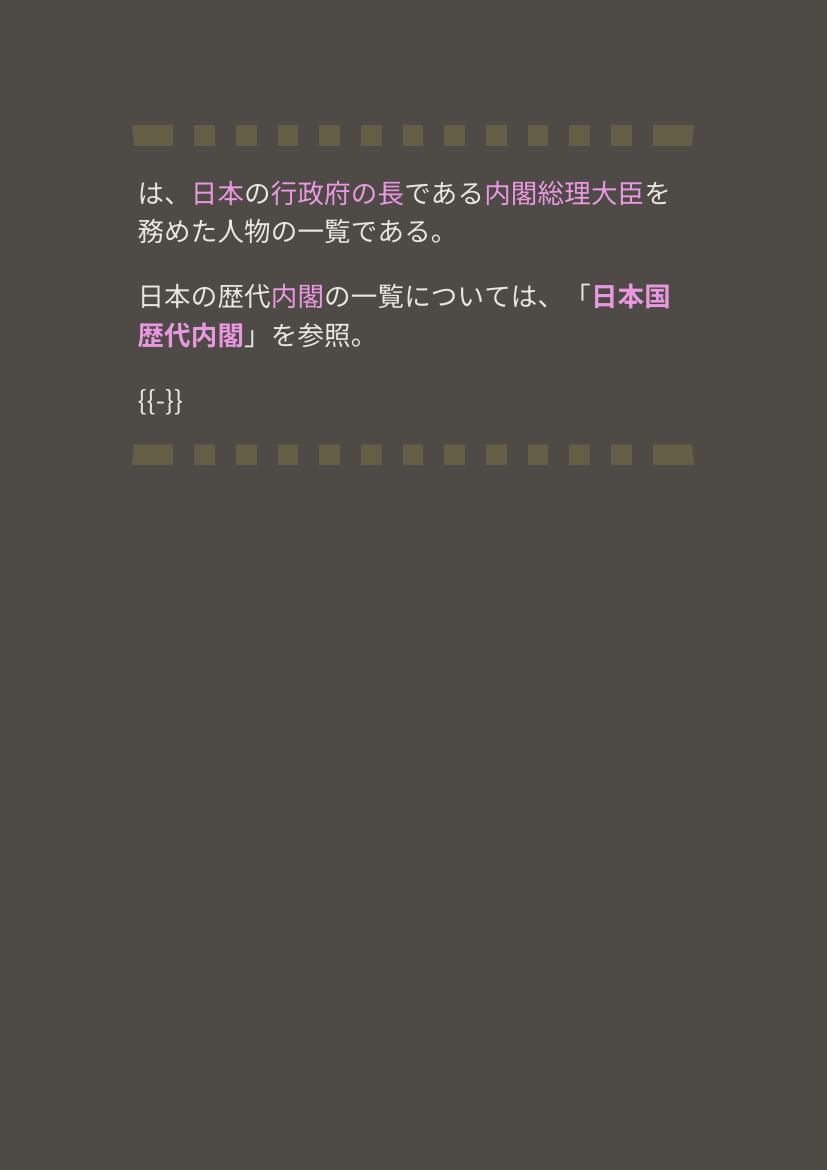 は、日本の行政府の長である内閣総理大臣を
務めた人物の一覧である。
日本の歴代内閣の一覧については、「日本国
歴代内閣」を参照。
{{-}}